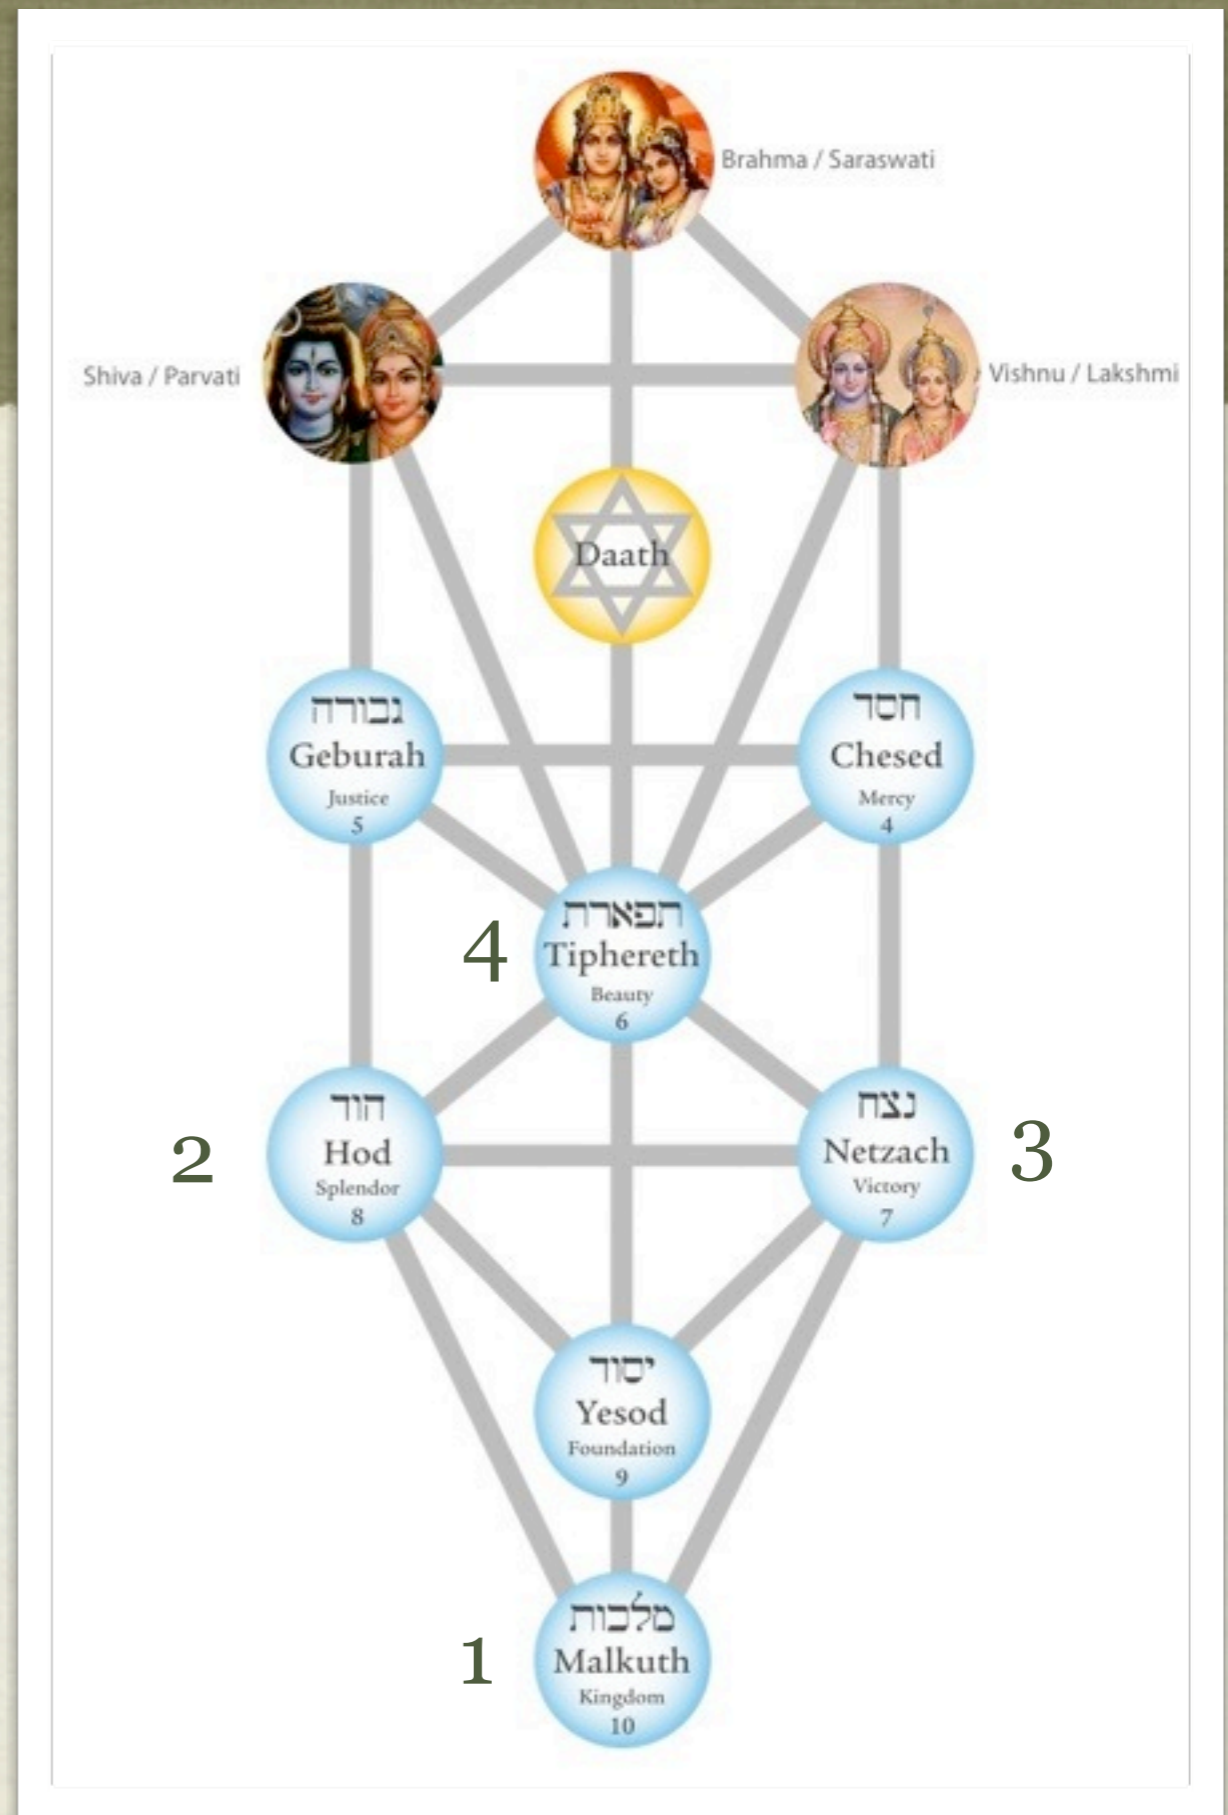 Brahma / Saraswati
Shiva / Parvati
Vishnu / Lakshmi
Daath
גבורה
Geburah
Justice
5
חסד
Chesed
Mercy
4
4
תפארת
Tiphereth
Beauty
6
2
הוד
Hod
Splendor
8
נצח
Netzach
Victory
7
3
יסוד
Yesod
Foundation
9
1
מלכות
Malkuth
Kingdom
10